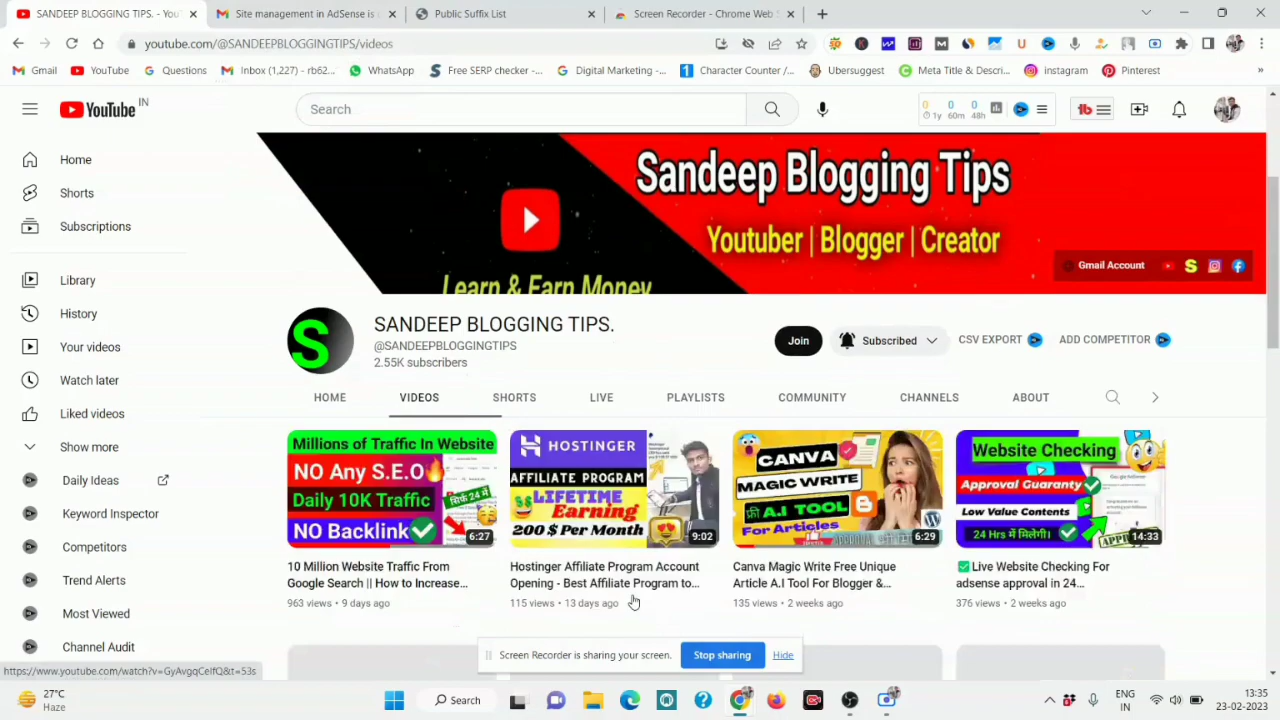 SANDEEP BLOGGING TIPS. - You
Site management in AdSense is c
Public Suffix List
Screen Recorder - Chrome Web S
youtube.com/@SANDEEPBLOGGINGTIPS/videos
Gmail
YouTube
Questions
Inbox (1,227) - rb62...
WhatsApp
Free SERP checker -...
Digital Marketing -...
Character Counter /...
Ubersuggest
Meta Title & Descri...
instagram
Pinterest
YouTube IN
Search
0 0 0
1y 60m 48h
Home
Shorts
Subscriptions
Library
History
Your videos
Watch later
Liked videos
Show more
Daily Ideas
Keyword Inspector
Competitors
Trend Alerts
Most Viewed
Channel Audit
Sandeep Blogging Tips
Youtuber | Blogger | Creator
Learn & Earn Money
Gmail Account
S
SANDEEP BLOGGING TIPS.
@SANDEEPBLOGGINGTIPS
2.55K subscribers
Join
Subscribed
CSV EXPORT
ADD COMPETITOR
HOME
VIDEOS
SHORTS
LIVE
PLAYLISTS
COMMUNITY
CHANNELS
ABOUT
Millions of Traffic In Website
NO Any S.E.O
Daily 10K Traffic
NO Backlink
सिर्फ 24 में
6:27
10 Million Website Traffic From
Google Search || How to Increase...
963 views • 9 days ago
HOSTINGER
AFFILIATE PROGRAM
LIFETIME
Earning
200 $ Per Month
9:02
Hostinger Affiliate Program Account
Opening - Best Affiliate Program to...
115 views • 13 days ago
CANVA
MAGIC WRITE
फ्री A.I TOOL
For Articles
6:29
Canva Magic Write Free Unique
Article A.I Tool For Blogger &...
135 views • 2 weeks ago
Website Checking
Approval Guaranty
Low Value Contents
24 Hrs में मिलेगी।
14:33
✅Live Website Checking For
adsense approval in 24...
376 views • 2 weeks ago
Screen Recorder is sharing your screen.
Stop sharing
Hide
https://www.youtube.com/watch?v=GyAvgqCelfQ&t=53s
27°C
Haze
Search
ENG
IN
13:35
23-02-2023